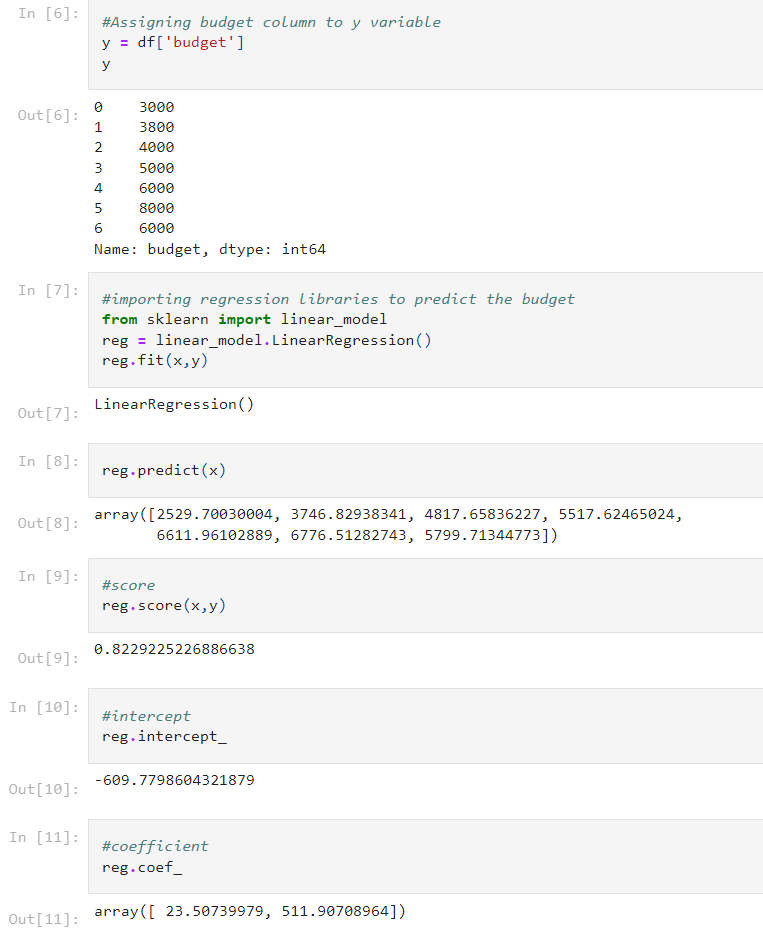 In [6]:
#Assigning budget column to y variable
y = df['budget']
y
Out[6]:
0    3000
1    3800
2    4000
3    5000
4    6000
5    8000
6    6000
Name: budget, dtype: int64
In [7]:
#importing regression libraries to predict the budget
from sklearn import linear_model
reg = linear_model.LinearRegression()
reg.fit(x,y)
Out[7]:
LinearRegression()
In [8]:
reg.predict(x)
Out[8]:
array([2529.70030004, 3746.82938341, 4817.65836227, 5517.62465024,
       6611.96102889, 6776.51282743, 5799.71344773])
In [9]:
#score
reg.score(x,y)
Out[9]:
0.8229225226886638
In [10]:
#intercept
reg.intercept_
Out[10]:
-609.7798604321879
In [11]:
#coefficient
reg.coef_
Out[11]:
array([ 23.50739979, 511.90708964])